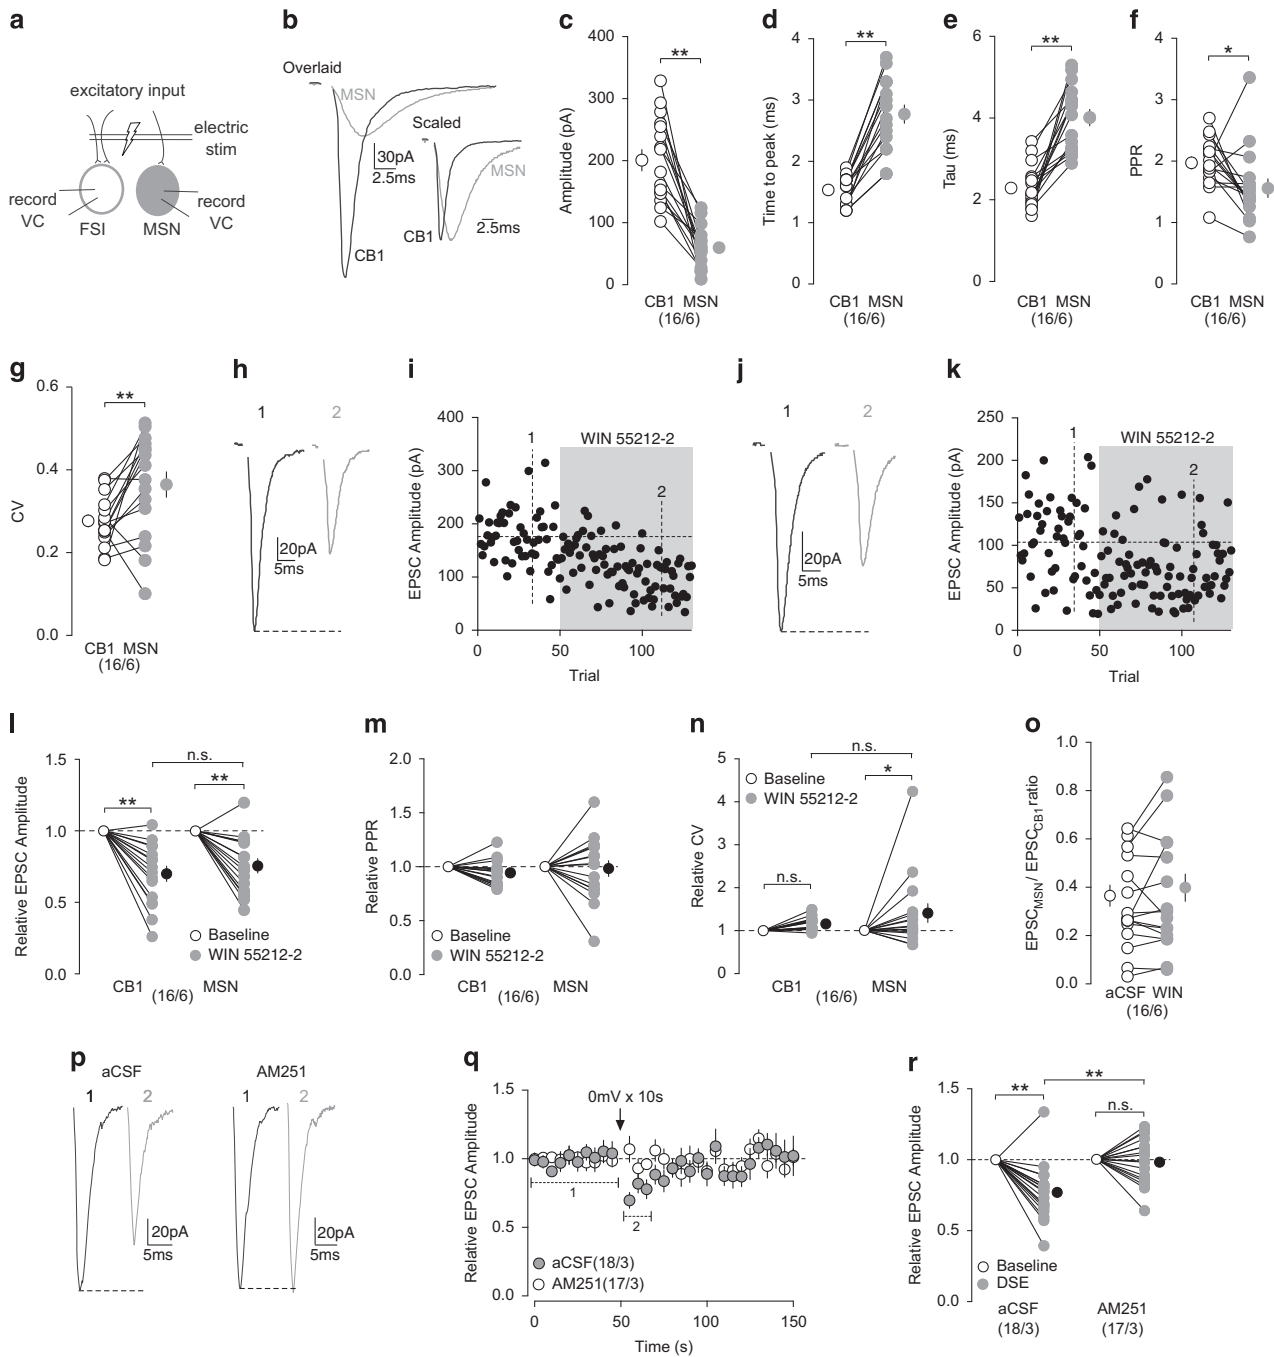 a
excitatory input
electric
stim
record
VC
FSI
MSN
record
VC
b
Overlaid
MSN
Scaled
30pA
2.5ms
MSN
CB1
CB1
2.5ms
c
Amplitude (pA)
400
300
200
100
0
**
CB1 MSN
(16/6)
d
Time to peak (ms)
4
3
2
1
0
**
CB1 MSN
(16/6)
e
Tau (ms)
6
4
2
0
**
CB1 MSN
(16/6)
f
PPR
4
3
2
1
0
*
CB1 MSN
(16/6)
g
CV
0.6
0.4
0.2
0.0
**
CB1 MSN
(16/6)
h
1
2
20pA
5ms
i
EPSC Amplitude (pA)
400
300
200
100
0
1
WIN 55212-2
2
0
50
100
Trial
j
1
2
20pA
5ms
k
EPSC Amplitude (pA)
250
200
150
100
50
0
1
WIN 55212-2
2
0
50
100
Trial
l
Relative EPSC Amplitude
1.5
1.0
0.5
0.0
n.s.
**
**
Baseline
WIN 55212-2
CB1
(16/6)
MSN
m
Relative PPR
2.0
1.5
1.0
0.5
0.0
Baseline
WIN 55212-2
CB1
(16/6)
MSN
n
Relative CV
5
4
3
2
1
0
n.s.
*
Baseline
WIN 55212-2
n.s.
CB1
(16/6)
MSN
o
EPSCMSN/ EPSCCB1 ratio
1.0
0.8
0.6
0.4
0.2
0.0
aCSF WIN
(16/6)
p
aCSF
1
2
20pA
5ms
AM251
1
2
20pA
5ms
q
Relative EPSC Amplitude
1.5
1.0
0.5
0.0
0mV x 10s
1
2
aCSF(18/3)
AM251(17/3)
0
50
100
150
Time (s)
r
Relative EPSC Amplitude
1.5
1.0
0.5
0.0
**
**
n.s.
Baseline
DSE
aCSF
(18/3)
AM251
(17/3)